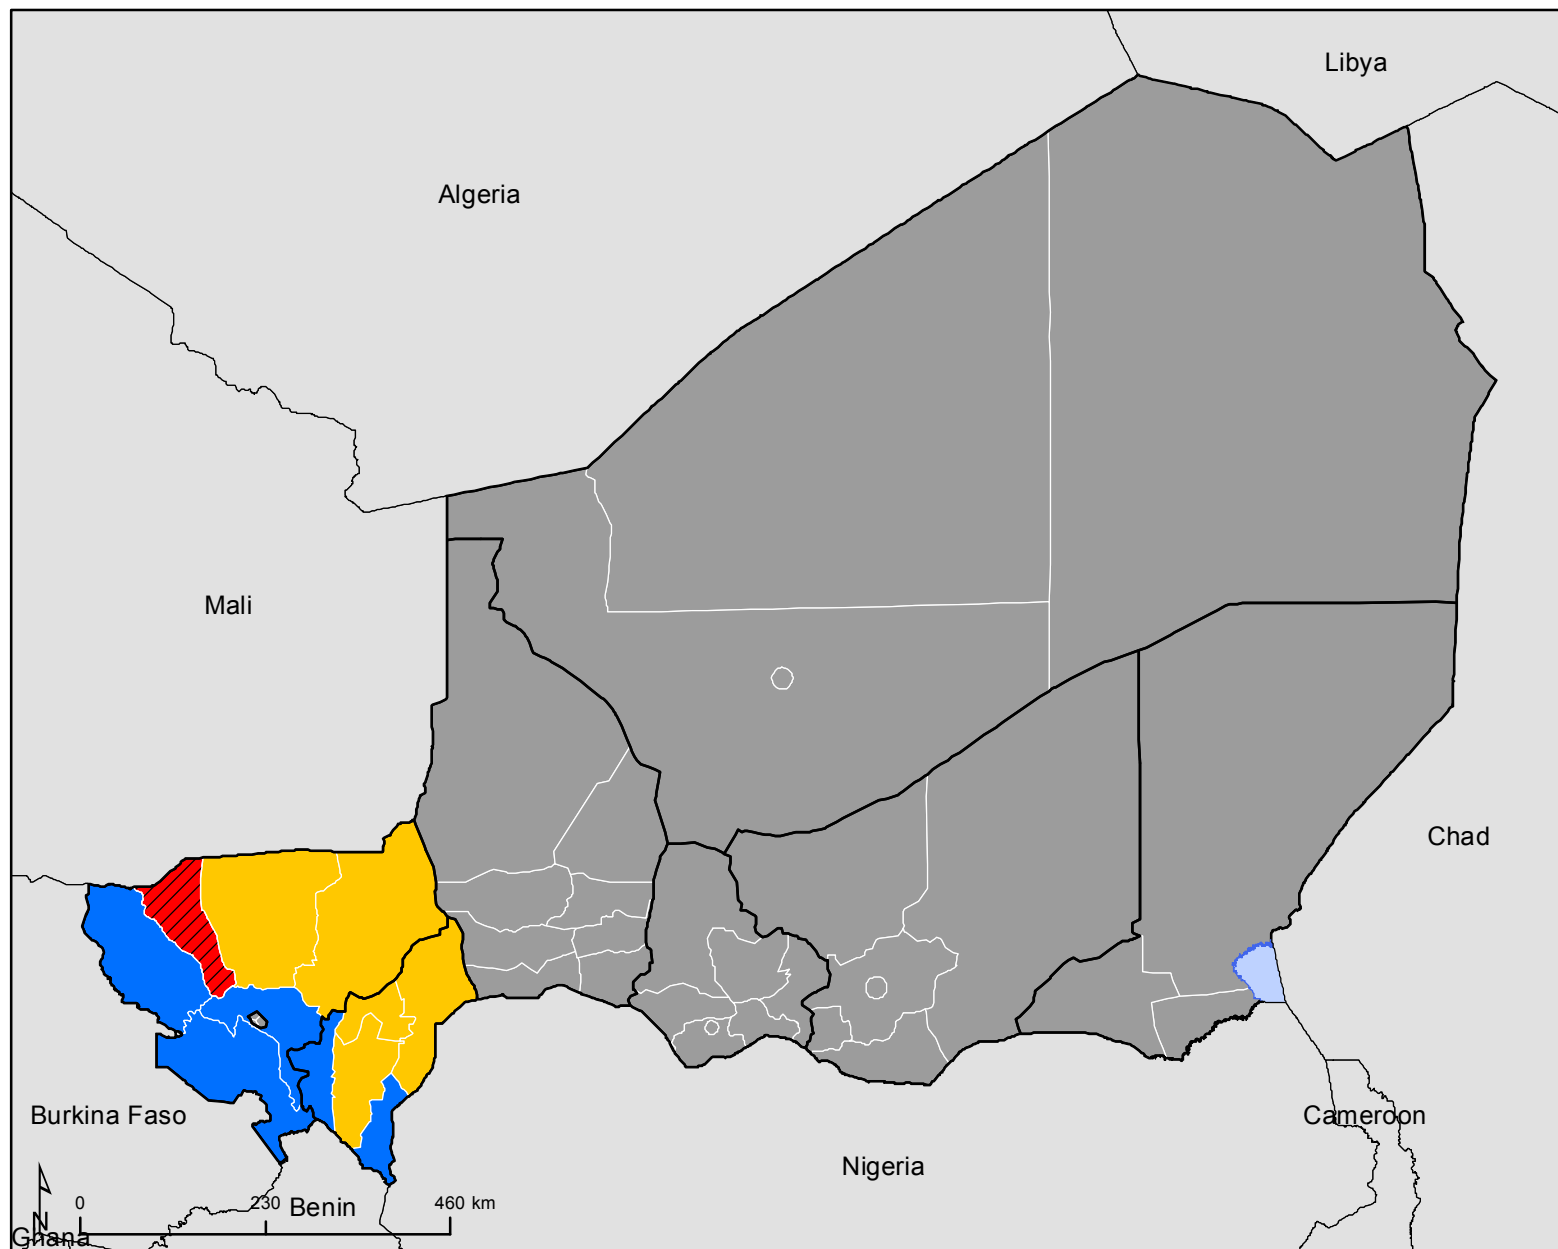 Libya
Algeria
Mali
Chad
Burkina Faso
Cameroon
Nigeria
0
230
460 km
Benin
N
Ghana